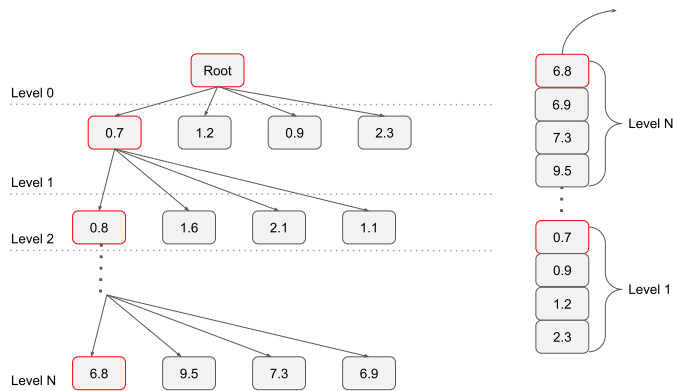 Root
Level 0
0.7 1.2 0.9 2.3
Level 1
0.8 1.6 2.1 1.1
Level 2
6.8 9.5 7.3 6.9
Level N
6.8
6.9
7.3
9.5
Level N
0.7
0.9
1.2
2.3
Level 1